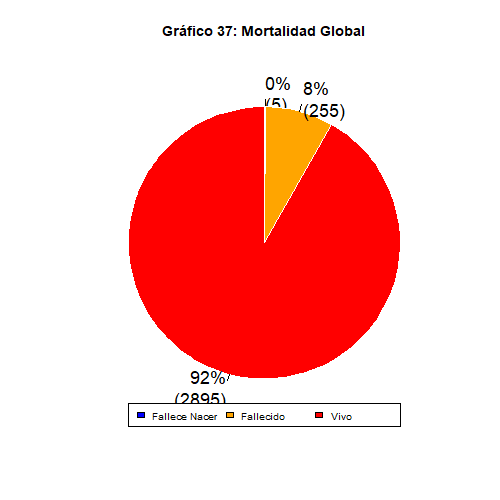 Gráfico 37: Mortalidad Global
0%
(5)
8%
(255)
92%
(2895)
Fallece Nacer
Fallecido
Vivo